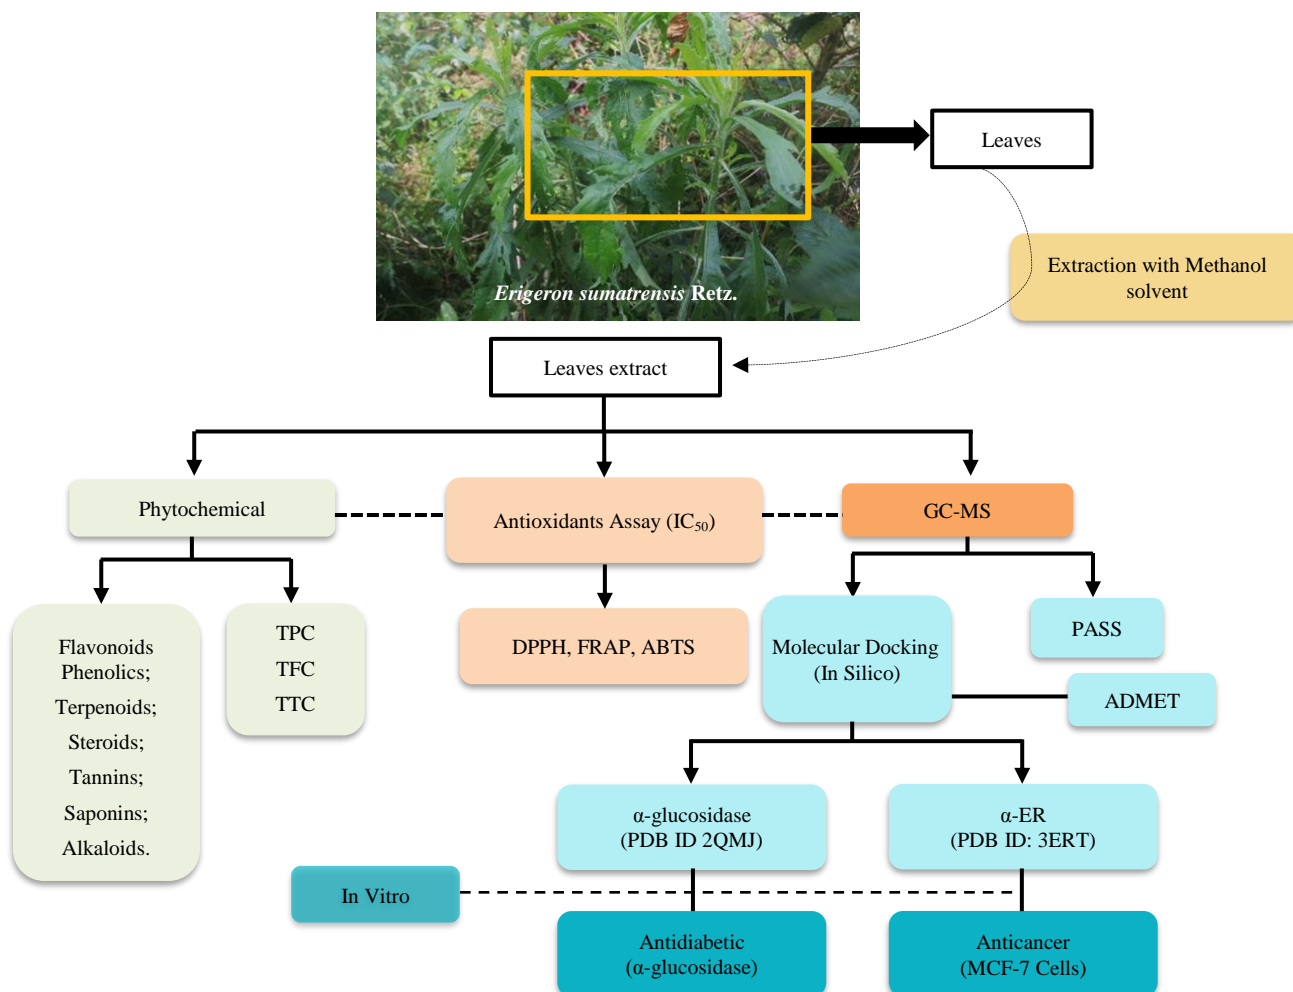 Leaves
Extraction with Methanol
solvent
Erigeron sumatrensis Retz.
Leaves extract
Phytochemical
Antioxidants Assay (IC₅₀)
GC-MS
Flavonoids
Phenolics;
Terpenoids;
Steroids;
Tannins;
Saponins;
Alkaloids.
TPC
TFC
TTC
DPPH, FRAP, ABTS
Molecular Docking
(In Silico)
PASS
ADMET
α-glucosidase
(PDB ID 2QMJ)
α-ER
(PDB ID: 3ERT)
In Vitro
Antidiabetic
(α-glucosidase)
Anticancer
(MCF-7 Cells)